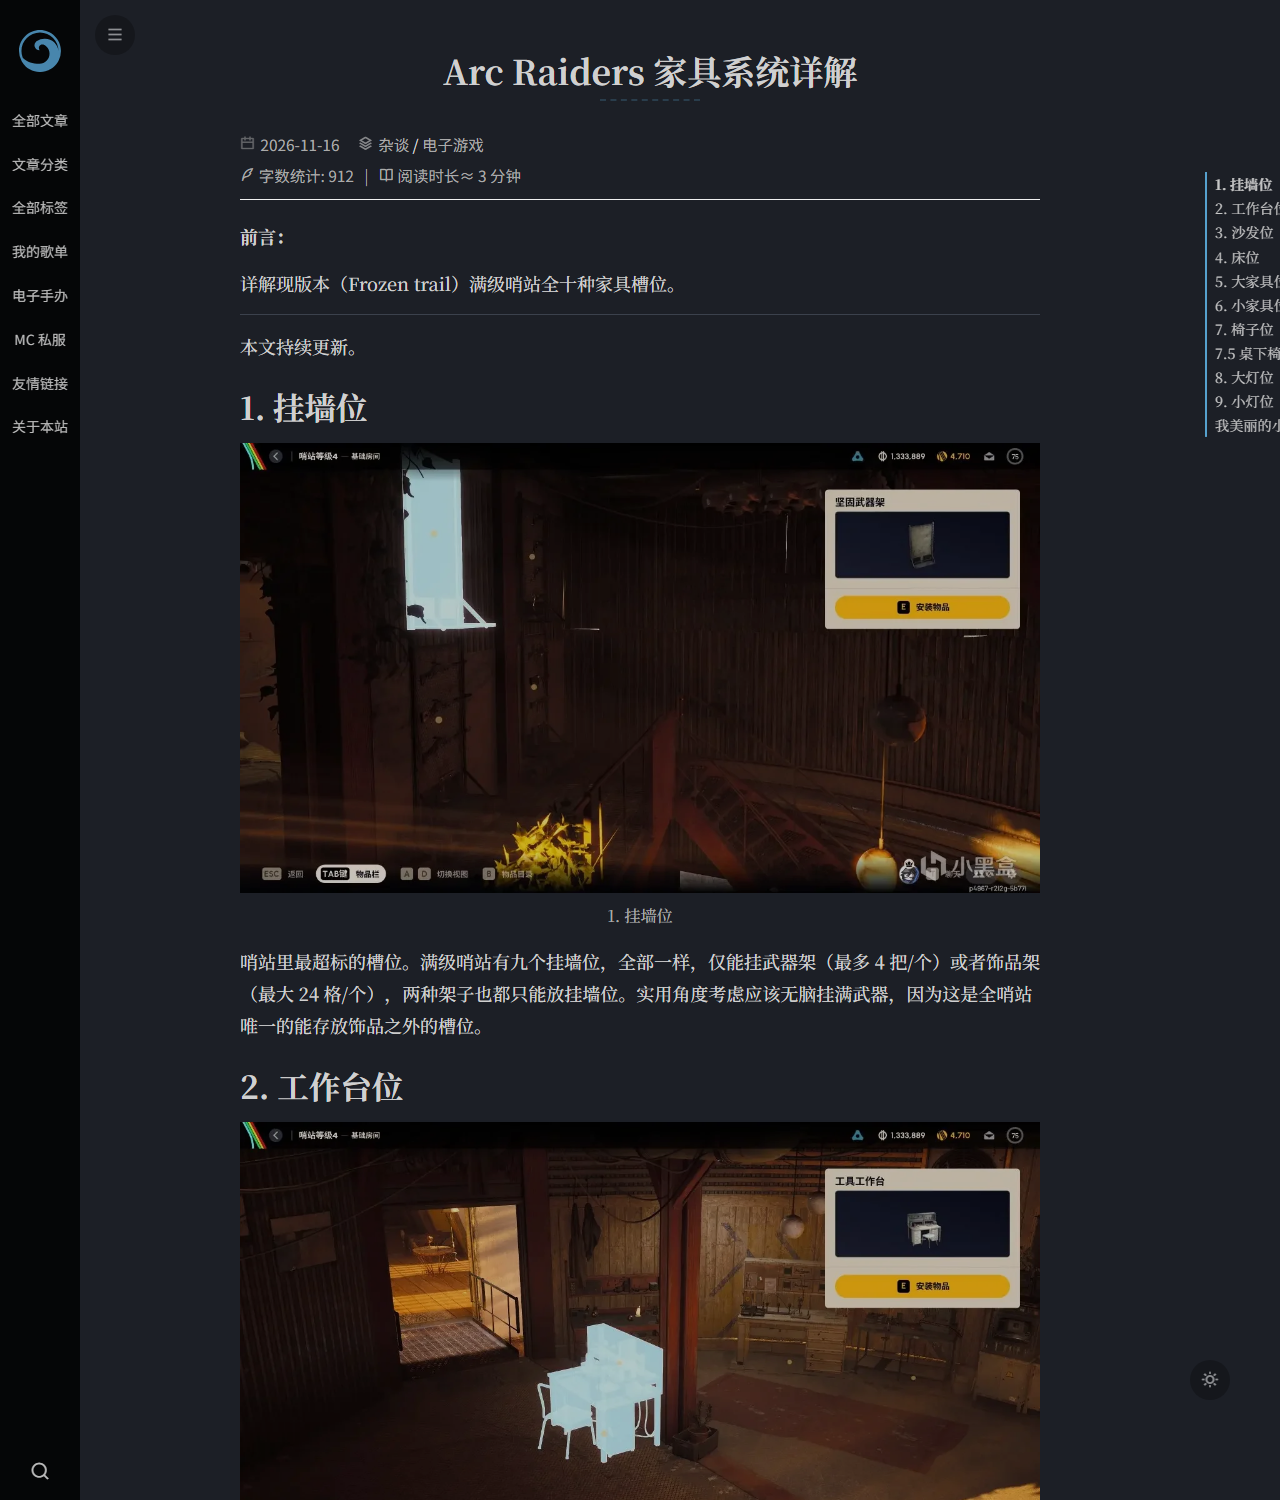 全部文章
文章分类
全部标签
我的歌单
电子手办
MC 私服
友情链接
关于本站
Arc Raiders 家具系统详解
2026-11-16 杂谈 / 电子游戏
字数统计: 912 | 阅读时长≈ 3 分钟
前言：
详解现版本（Frozen trail）满级哨站全十种家具槽位。
本文持续更新。
1. 挂墙位
哨站等级4 — 基础房间
1,333,889 4,710 75
坚固武器架
E 安装物品
ESC 返回 TAB键 物品栏 A D 切换视图 B 物品目录
小黑盒
p4967-r2l2g-5b77l
1. 挂墙位
哨站里最超标的槽位。满级哨站有九个挂墙位，全部一样，仅能挂武器架（最多 4 把/个）或者饰品架
（最大 24 格/个），两种架子也都只能放挂墙位。实用角度考虑应该无脑挂满武器，因为这是全哨站
唯一的能存放饰品之外的槽位。
2. 工作台位
哨站等级4 — 基础房间
1,333,889 4,710 75
工具工作台
E 安装物品
1. 挂墙位
2. 工作台位
3. 沙发位
4. 床位
5. 大家具位
6. 小家具位
7. 椅子位
7.5 桌下椅
8. 大灯位
9. 小灯位
我美丽的小